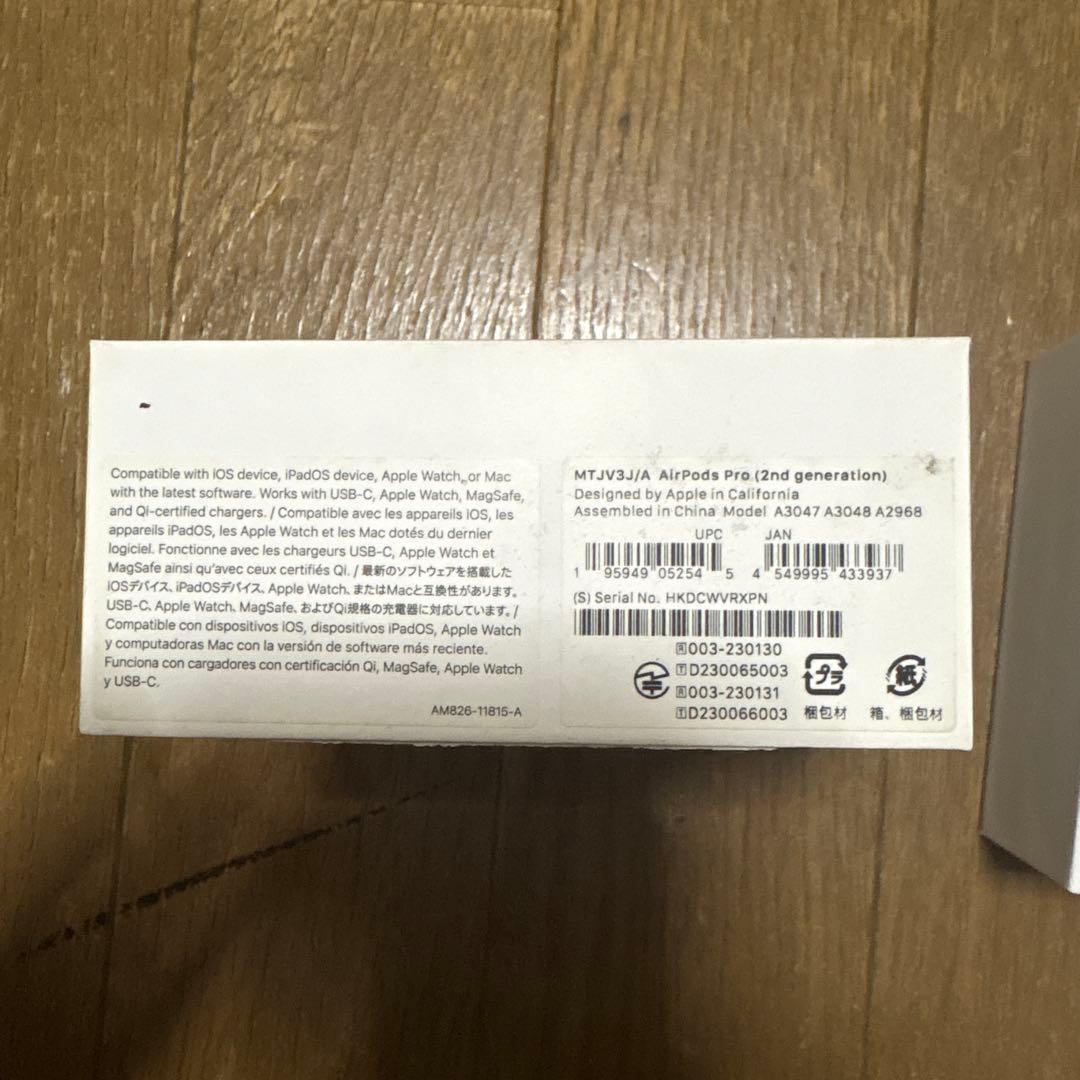 Compatible with iOS device, iPadOS device, Apple Watch, or Mac
with the latest software. Works with USB-C, Apple Watch, MagSafe,
and Qi-certified chargers. / Compatible avec les appareils iOS, les
appareils iPadOS, les Apple Watch et les Mac dotés du dernier
logiciel. Fonctionne avec les chargeurs USB-C, Apple Watch et
MagSafe ainsi qu'avec ceux certifiés Qi. / 最新のソフトウェアを搭載した
iOSデバイス、iPadOSデバイス、Apple Watch、またはMacと互換性があります。
USB-C、Apple Watch、MagSafe、およびQi規格の充電器に対応しています。/
Compatible con dispositivos iOS, dispositivos iPadOS, Apple Watch
y computadoras Mac con la versión de software más reciente.
Funciona con cargadores con certificación Qi, MagSafe, Apple Watch
y USB-C.
AM826-11815-A
MTJV3J/A AirPods Pro (2nd generation)
Designed by Apple in California
Assembled in China Model A3047 A3048 A2968
UPC JAN
1 95949 05254 5 4 549995 433937
(S) Serial No. HKDCWVRXPN
R 003-230130
T D230065003
R 003-230131
T D230066003
プラ 紙
梱包材 箱、梱包材